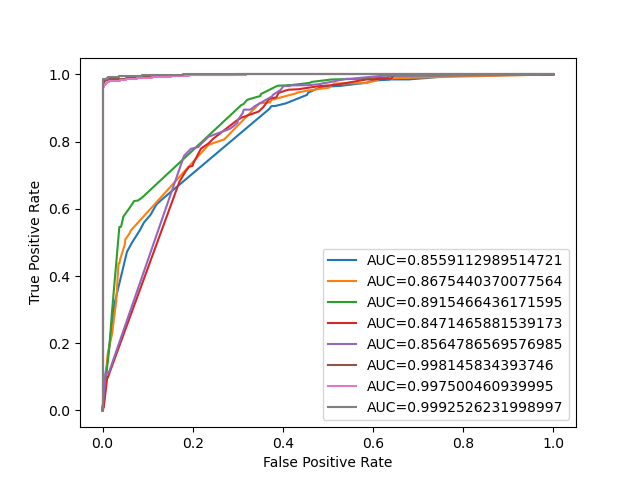 1.0
0.8
0.6
0.4
0.2
0.0
True Positive Rate
AUC=0.8559112989514721
AUC=0.8675440370077564
AUC=0.8915466436171595
AUC=0.8471465881539173
AUC=0.8564786569576985
AUC=0.998145834393746
AUC=0.997500460939995
AUC=0.9992526231998997
0.0 0.2 0.4 0.6 0.8 1.0
False Positive Rate